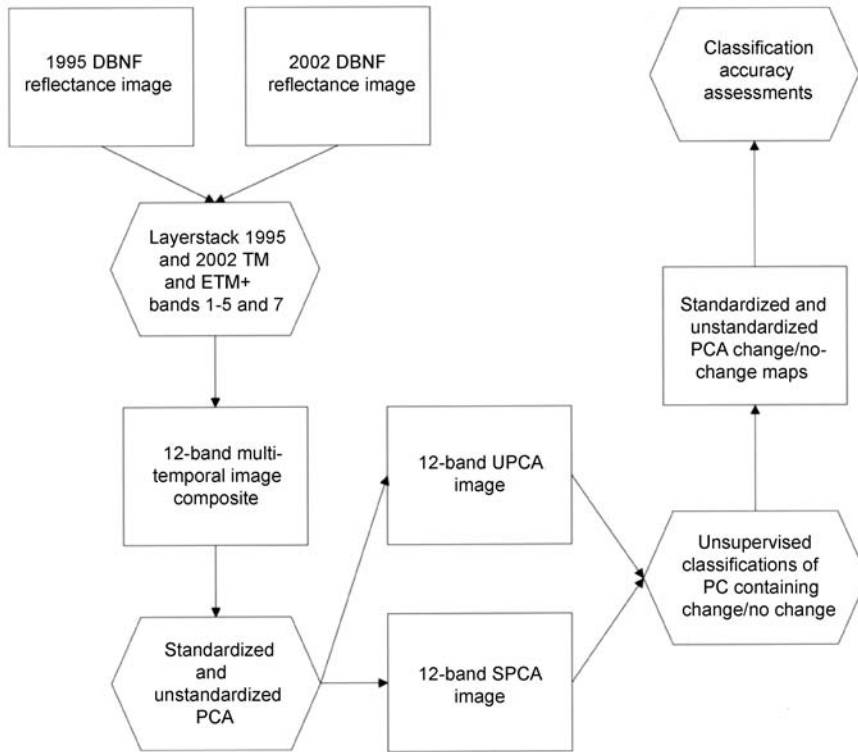 1995 DBNF
reflectance image
2002 DBNF
reflectance image
Layerstack 1995
and 2002 TM
and ETM+
bands 1-5 and 7
12-band multi-
temporal image
composite
Standardized
and
unstandardized
PCA
12-band UPCA
image
12-band SPCA
image
Unsupervised
classifications of
PC containing
change/no change
Standardized and
unstandardized
PCA change/no-
change maps
Classification
accuracy
assessments